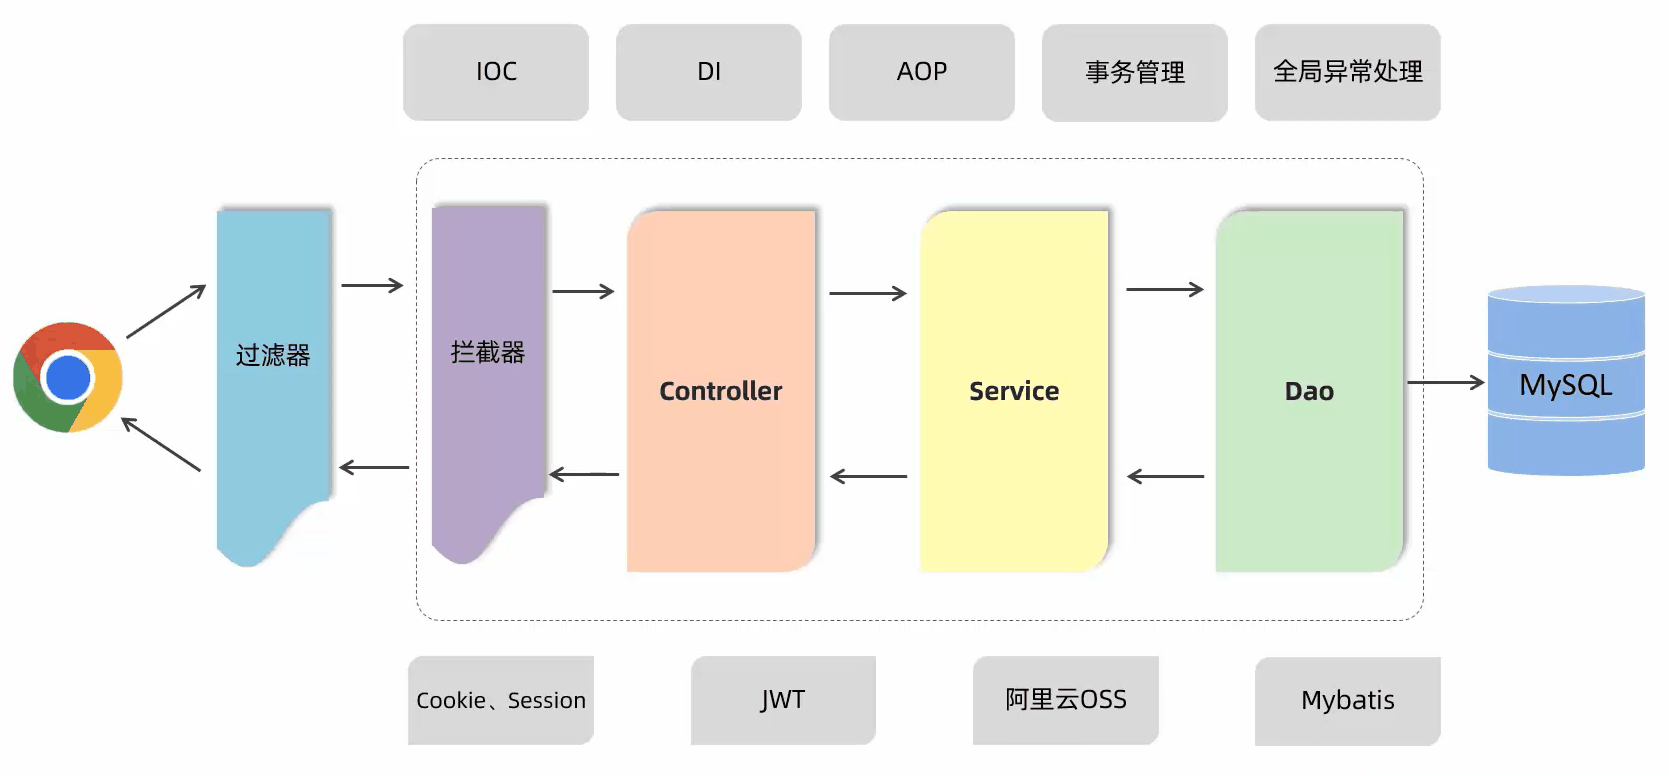 IOC
DI
AOP
事务管理
全局异常处理
过滤器
拦截器
Controller
Service
Dao
MySQL
Cookie、Session
JWT
阿里云OSS
Mybatis